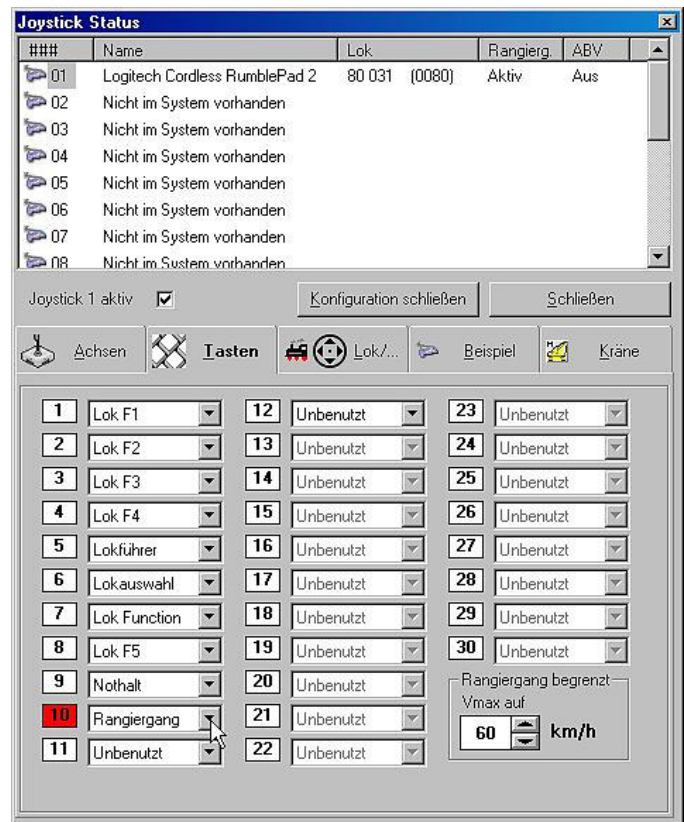 Joystick Status
### Name Lok Rangierg. ABV
01 Logitech Cordless RumblePad 2 80 031 (0080) Aktiv Aus
02 Nicht im System vorhanden
03 Nicht im System vorhanden
04 Nicht im System vorhanden
05 Nicht im System vorhanden
06 Nicht im System vorhanden
07 Nicht im System vorhanden
08 Nicht im System vorhanden
Joystick 1 aktiv Konfiguration schließen Schließen
Achsen Tasten Lok/... Beispiel Kräne
1 Lok F1 12 Unbenutzt 23 Unbenutzt
2 Lok F2 13 Unbenutzt 24 Unbenutzt
3 Lok F3 14 Unbenutzt 25 Unbenutzt
4 Lok F4 15 Unbenutzt 26 Unbenutzt
5 Lokführer 16 Unbenutzt 27 Unbenutzt
6 Lokauswahl 17 Unbenutzt 28 Unbenutzt
7 Lok Function 18 Unbenutzt 29 Unbenutzt
8 Lok F5 19 Unbenutzt 30 Unbenutzt
9 Nothalt 20 Unbenutzt Rangiergang begrenzt
Vmax auf
10 Rangiergang 21 Unbenutzt 60 km/h
11 Unbenutzt 22 Unbenutzt